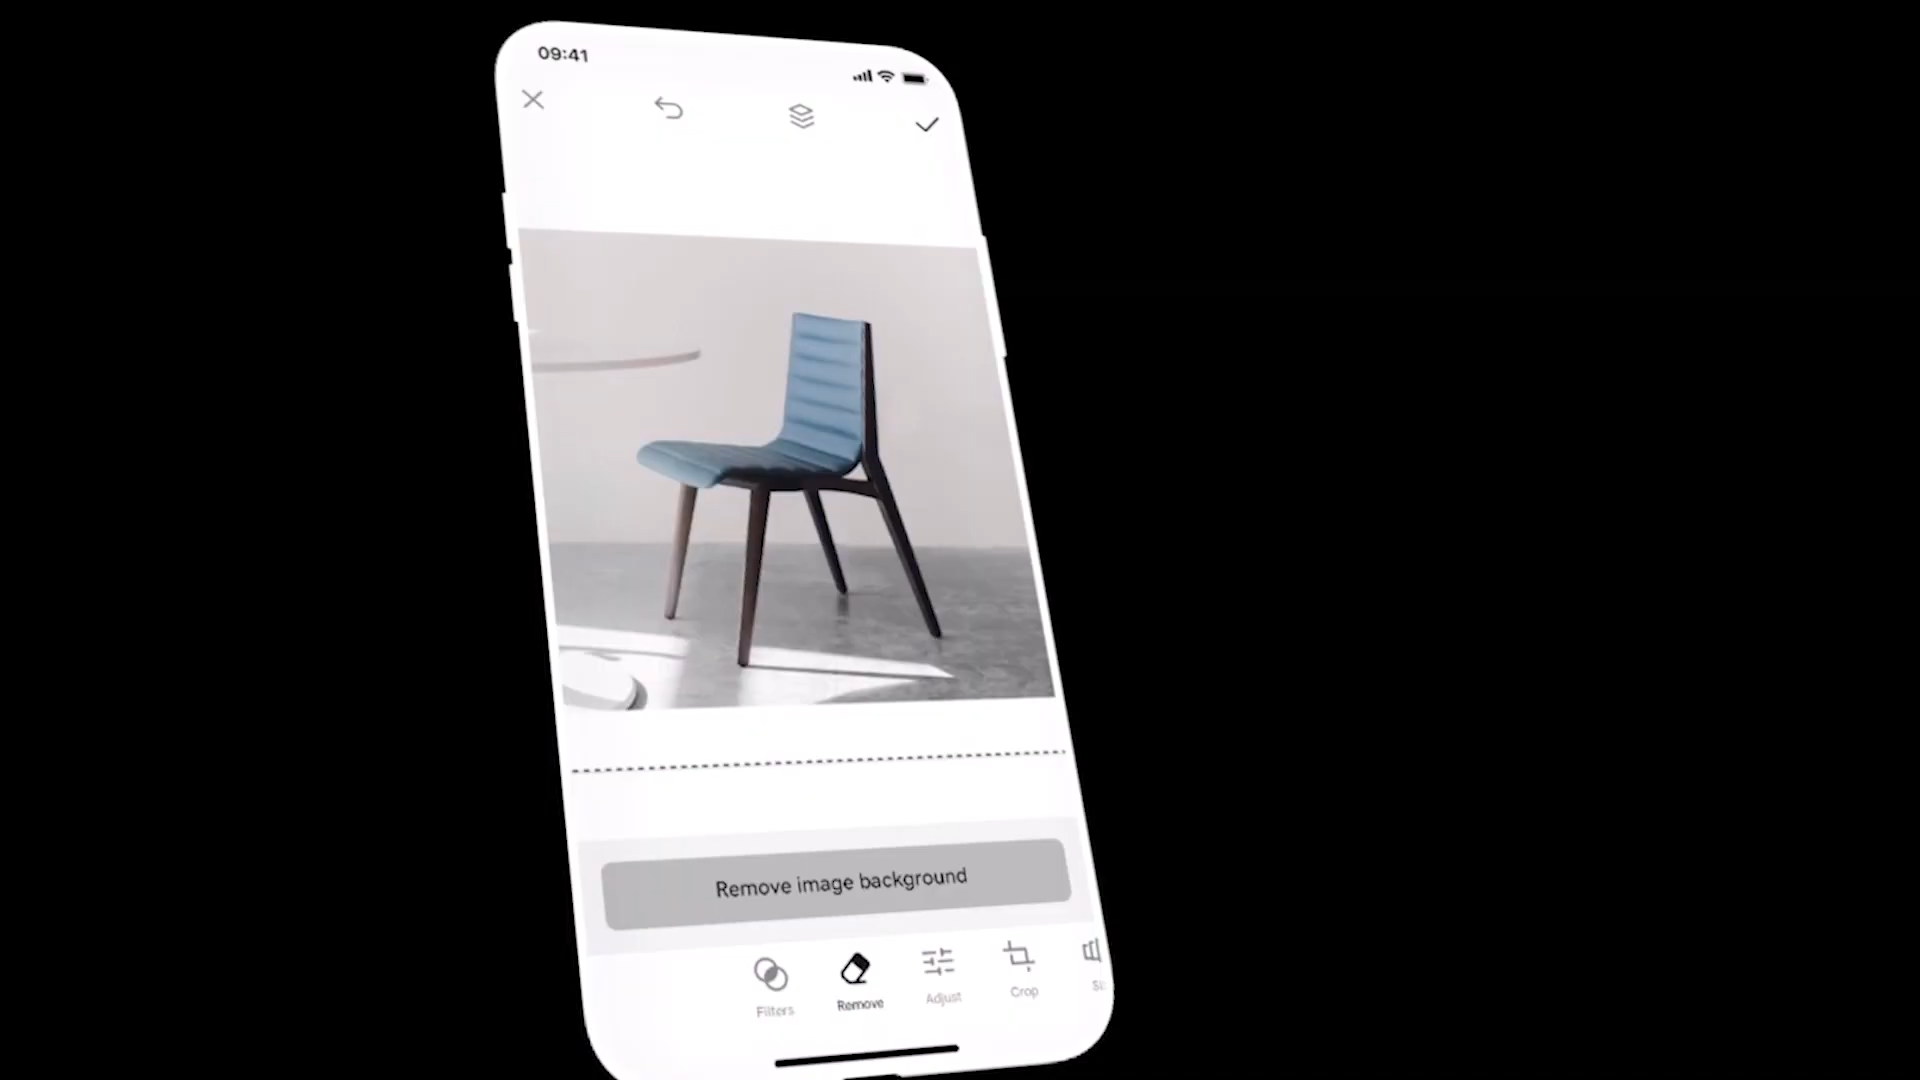 09:41
Remove image background
Filters
Remove
Adjust
Crop